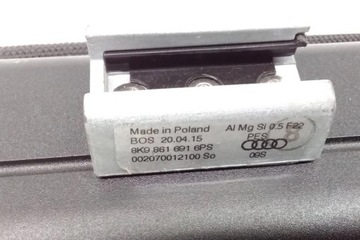 Made in Poland Al Mg Si 0.5 F22
BOS 20.04.15 PES
8K9 861 691 6PS
002070012100 So 09S